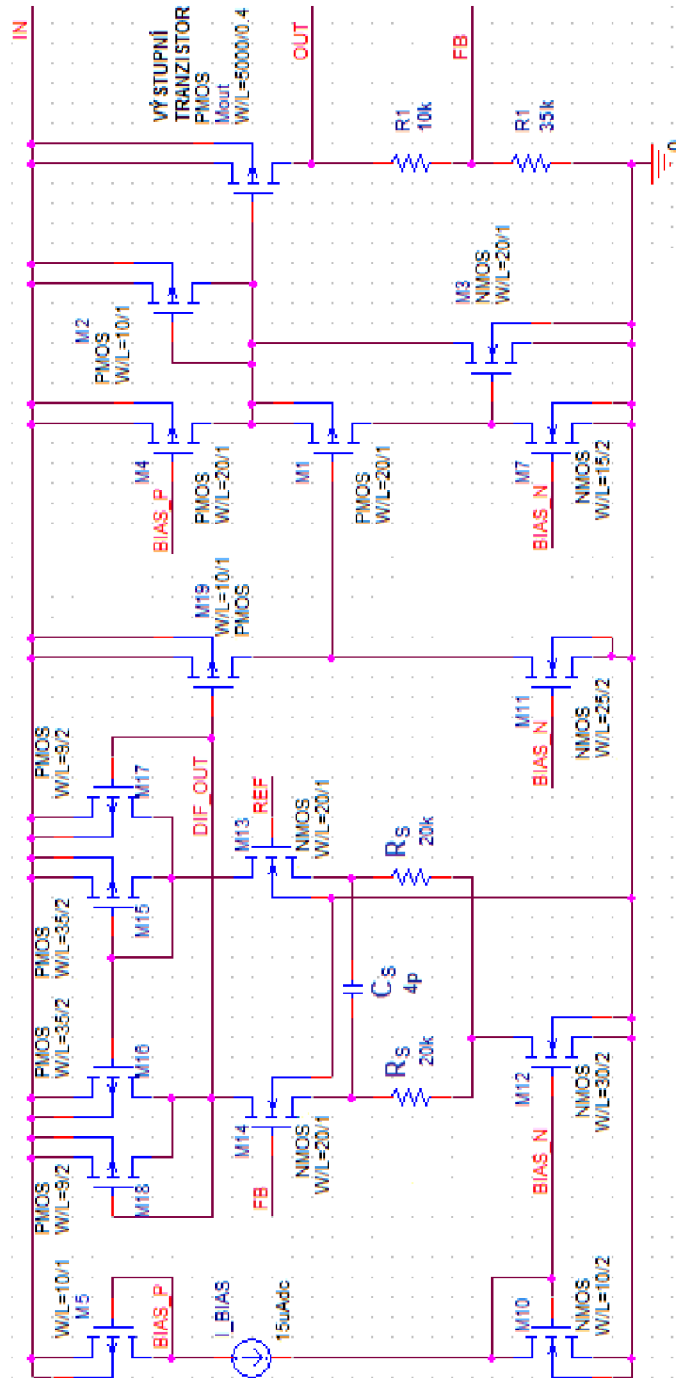 IN
VÝSTUPNÍ
TRANZISTOR
PMOS
Mout
W/L=5000/0.4
OUT
FB
R1
10k
R1
35k
0
M2
PMOS
W/L=10/1
M3
NMOS
W/L=20/1
M4
BIAS_P
PMOS
W/L=20/1
M1
PMOS
W/L=20/1
M7
BIAS_N
NMOS
W/L=15/2
M19
W/L=10/1
PMOS
M11
BIAS_N
NMOS
W/L=25/2
PMOS
W/L=9/2
M17
DIF_OUT
REF
M13
NMOS
W/L=20/1
RS
20k
PMOS
W/L=35/2
M15
CS
4p
PMOS
W/L=35/2
M16
RS
20k
M12
NMOS
W/L=30/2
M14
NMOS
W/L=20/1
FB
PMOS
W/L=9/2
M18
BIAS_N
W/L=10/1
M5
BIAS_P
I_BIAS
15uAdc
M10
NMOS
W/L=10/2